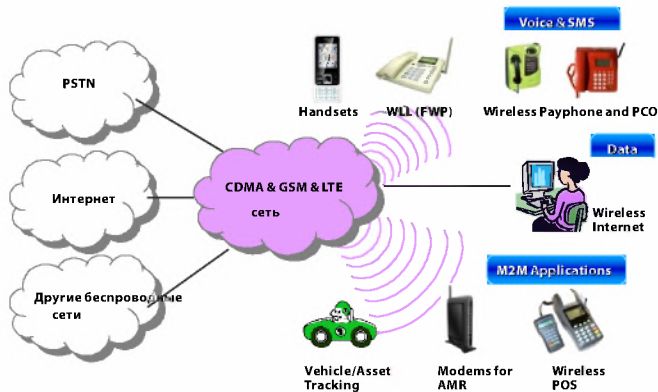 Voice & SMS
PSTN
Handsets
WLL (FWP)
Wireless Payphone and PCO
Data
CDMA & GSM & LTE
сеть
Интернет
Wireless
Internet
M2M Applications
Другие беспроводные
сети
Vehicle/Asset
Tracking
Modems for
AMR
Wireless
POS